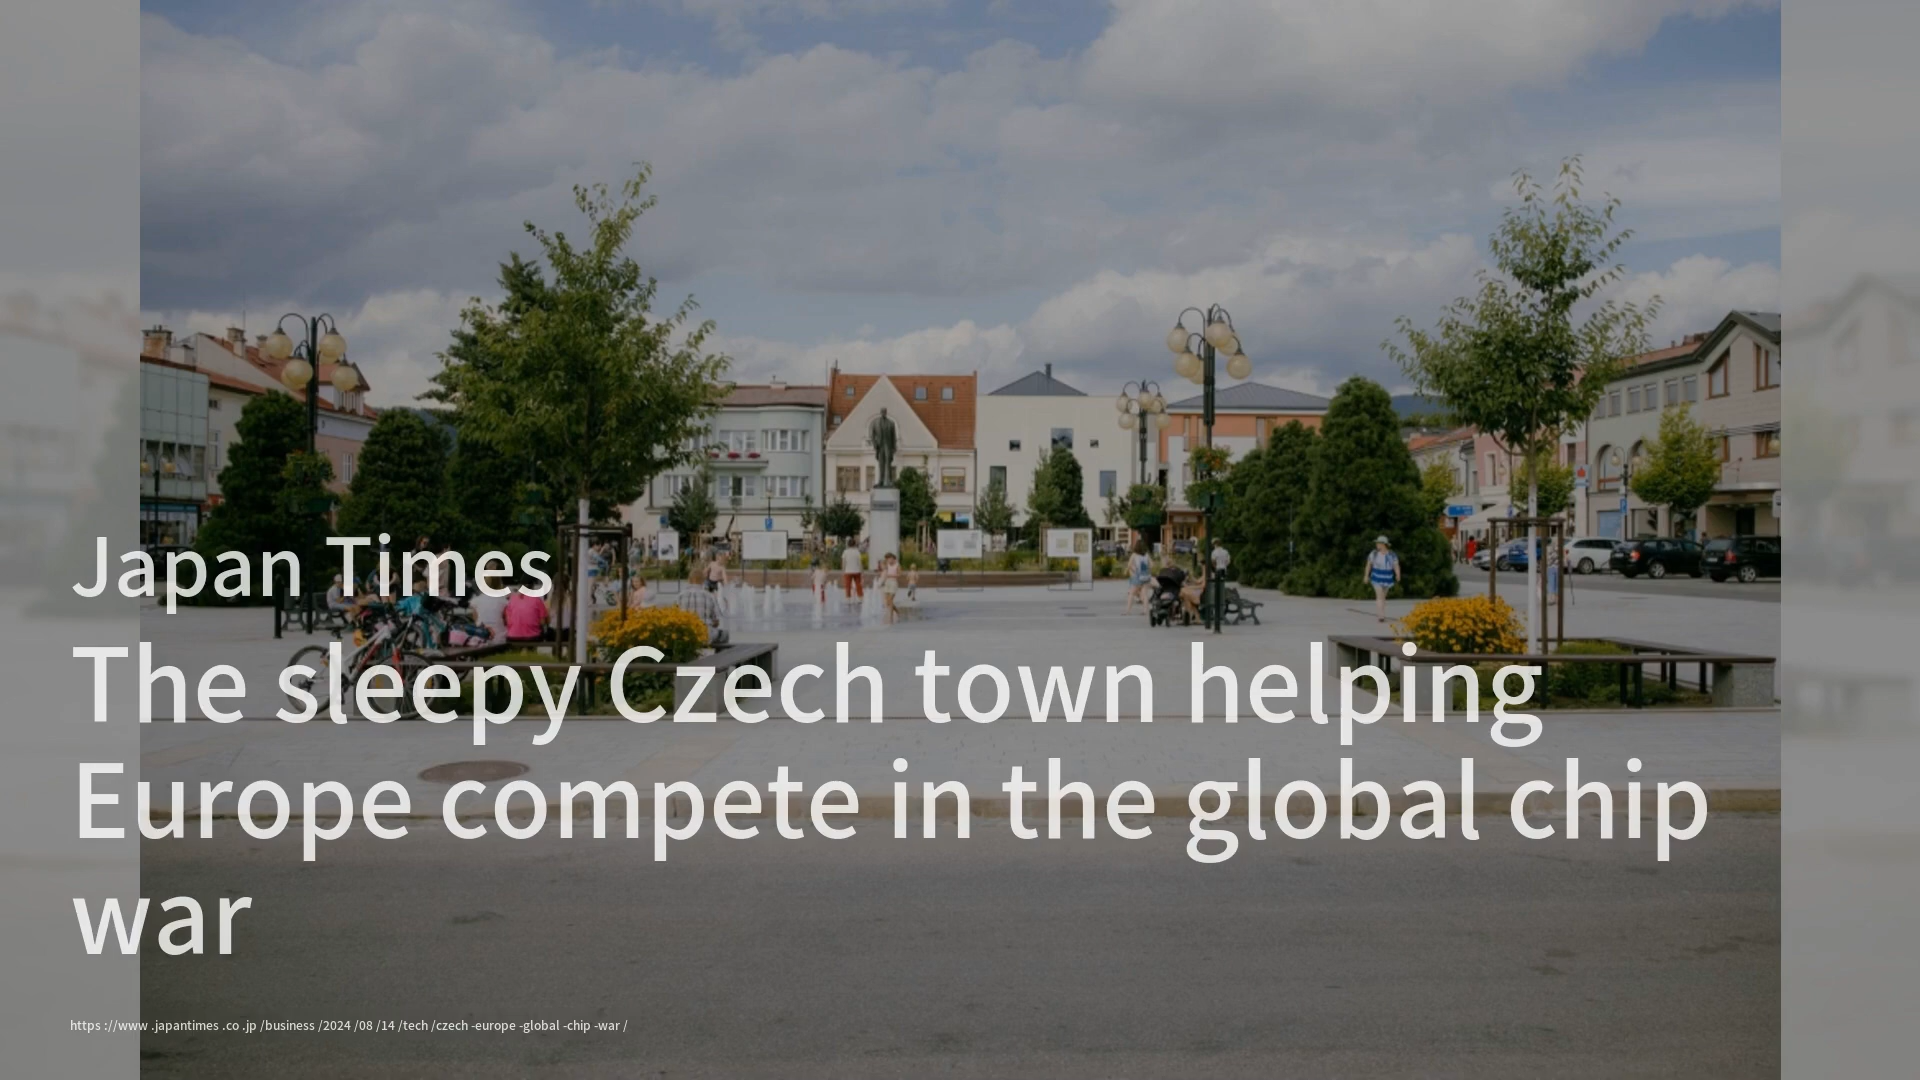 Japan Times
The sleepy Czech town helping
Europe compete in the global chip
war
https ://www .japantimes .co .jp /business /2024 /08 /14 /tech /czech -europe -global -chip -war /